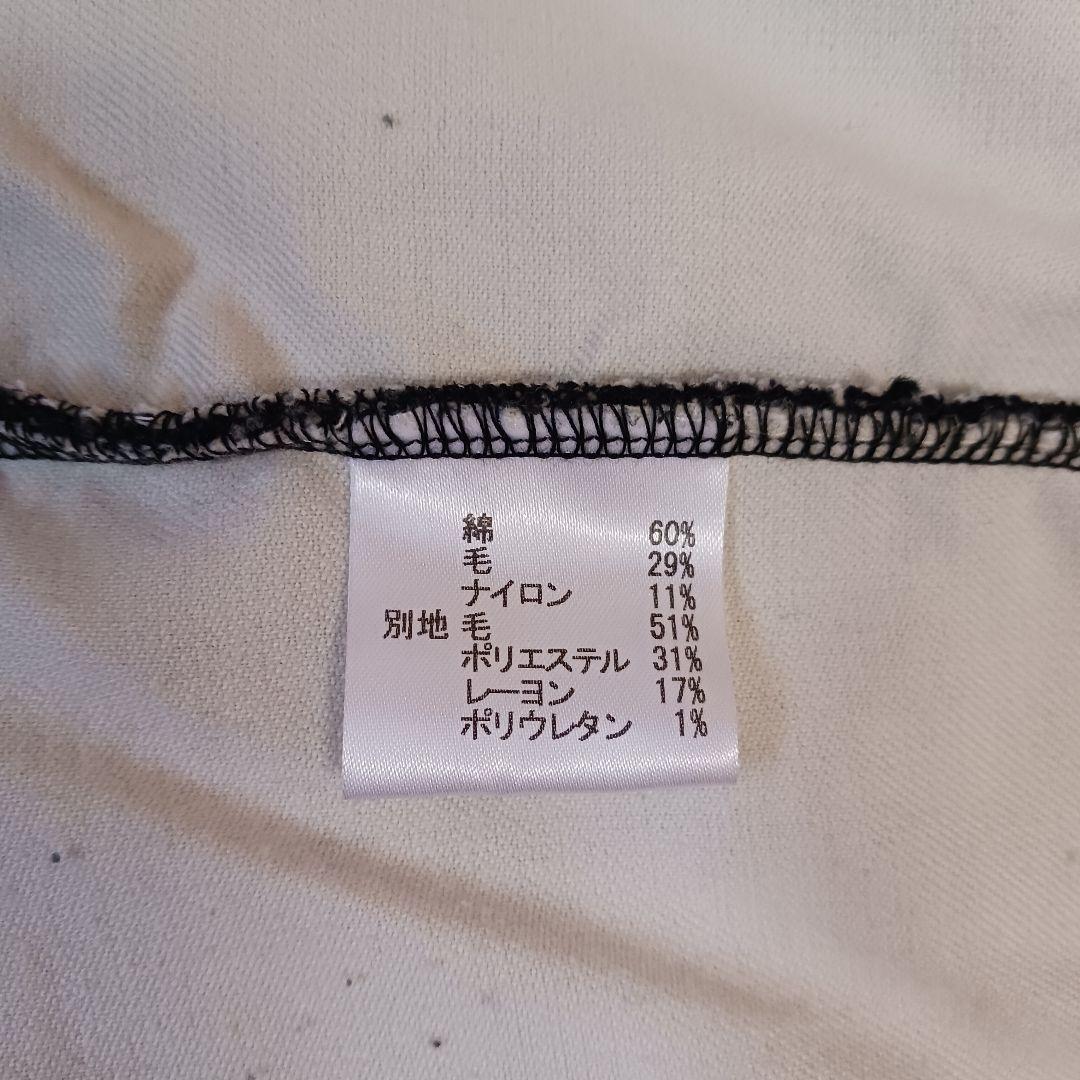 綿 60%
毛 29%
ナイロン 11%
別地 毛 51%
ポリエステル 31%
レーヨン 17%
ポリウレタン 1%